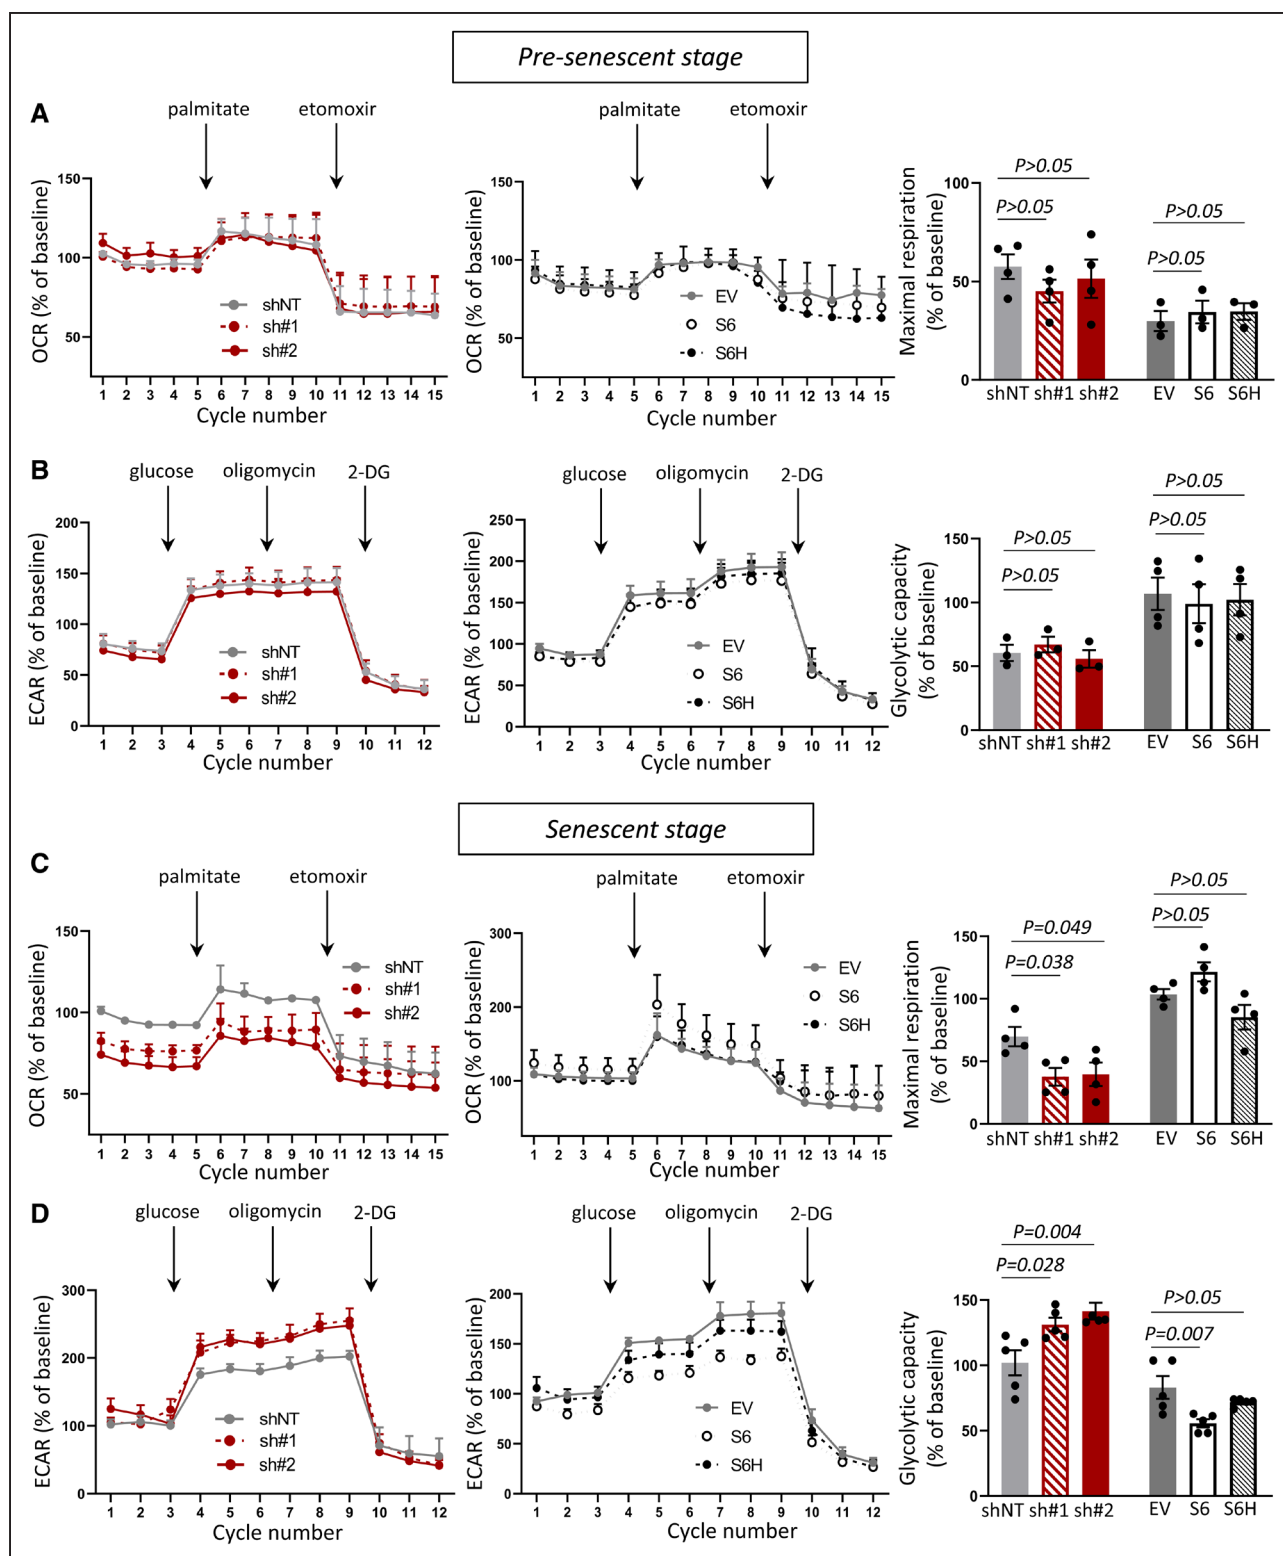 Pre-senescent stage
A
palmitate etomoxir
OCR (% of baseline)
150
100
50
shNT
sh#1
sh#2
1 2 3 4 5 6 7 8 9 10 11 12 13 14 15
Cycle number
palmitate etomoxir
OCR (% of baseline)
150
100
50
EV
S6
S6H
1 2 3 4 5 6 7 8 9 10 11 12 13 14 15
Cycle number
Maximal respiration
(% of baseline)
100
50
0
P>0.05
P>0.05
P>0.05
P>0.05
shNT sh#1 sh#2 EV S6 S6H
B
glucose oligomycin 2-DG
ECAR (% of baseline)
200
150
100
50
0
shNT
sh#1
sh#2
1 2 3 4 5 6 7 8 9 10 11 12
Cycle number
glucose oligomycin 2-DG
ECAR (% of baseline)
250
200
150
100
50
0
EV
S6
S6H
1 2 3 4 5 6 7 8 9 10 11 12
Cycle number
Glycolytic capacity
(% of baseline)
150
100
50
0
P>0.05
P>0.05
P>0.05
P>0.05
shNT sh#1 sh#2 EV S6 S6H
Senescent stage
C
palmitate etomoxir
OCR (% of baseline)
150
100
50
shNT
sh#1
sh#2
1 2 3 4 5 6 7 8 9 10 11 12 13 14 15
Cycle number
palmitate etomoxir
OCR (% of baseline)
300
200
100
EV
S6
S6H
1 2 3 4 5 6 7 8 9 10 11 12 13 14 15
Cycle number
Maximal respiration
(% of baseline)
150
100
50
0
P=0.049
P=0.038
P>0.05
P>0.05
shNT sh#1 sh#2 EV S6 S6H
D
glucose oligomycin 2-DG
ECAR (% of baseline)
300
200
100
0
shNT
sh#1
sh#2
1 2 3 4 5 6 7 8 9 10 11 12
Cycle number
glucose oligomycin 2-DG
ECAR (% of baseline)
200
150
100
50
0
EV
S6
S6H
1 2 3 4 5 6 7 8 9 10 11 12
Cycle number
Glycolytic capacity
(% of baseline)
150
100
50
0
P=0.004
P=0.028
P>0.05
P=0.007
shNT sh#1 sh#2 EV S6 S6H